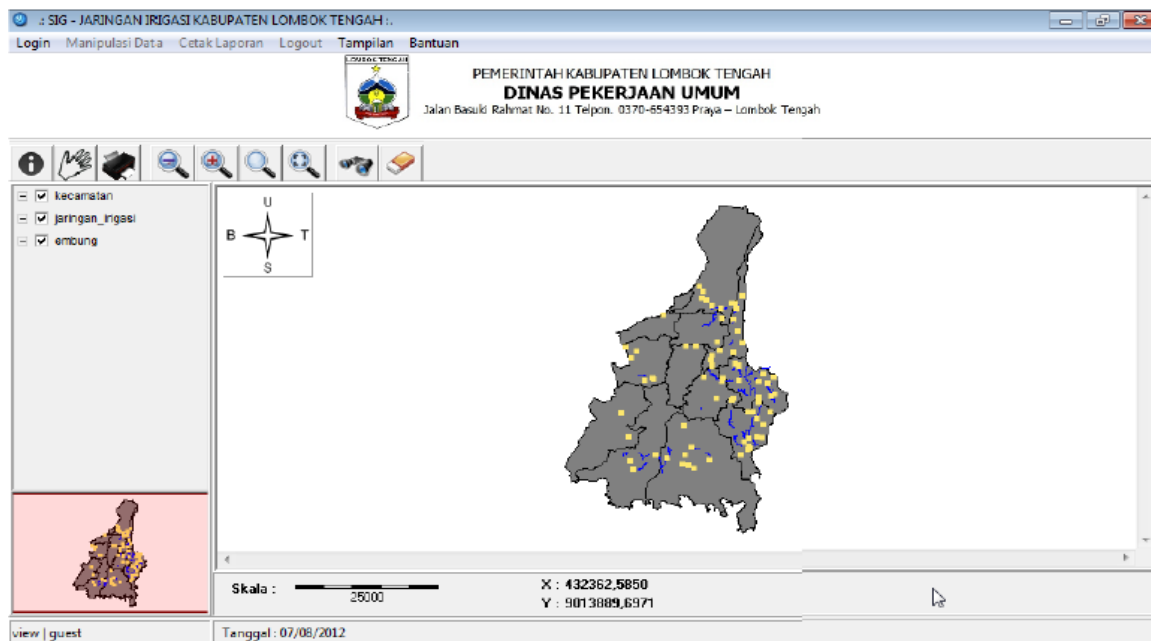 .: SIG - JARINGAN IRIGASI KABUPATEN LOMBOK TENGAH :.
Login Manipulasi Data Cetak Laporan Logout Tampilan Bantuan
LOMBOK TENGAH
PEMERINTAH KABUPATEN LOMBOK TENGAH
DINAS PEKERJAAN UMUM
Jalan Basuki Rahmat No. 11 Telpon. 0370-654393 Praya – Lombok Tengah
kecamatan
jaringan_irigasi
embung
U
B T
S
Skala : 25000
X : 432362,5850
Y : 9013889,6971
view | guest
Tanggal : 07/08/2012